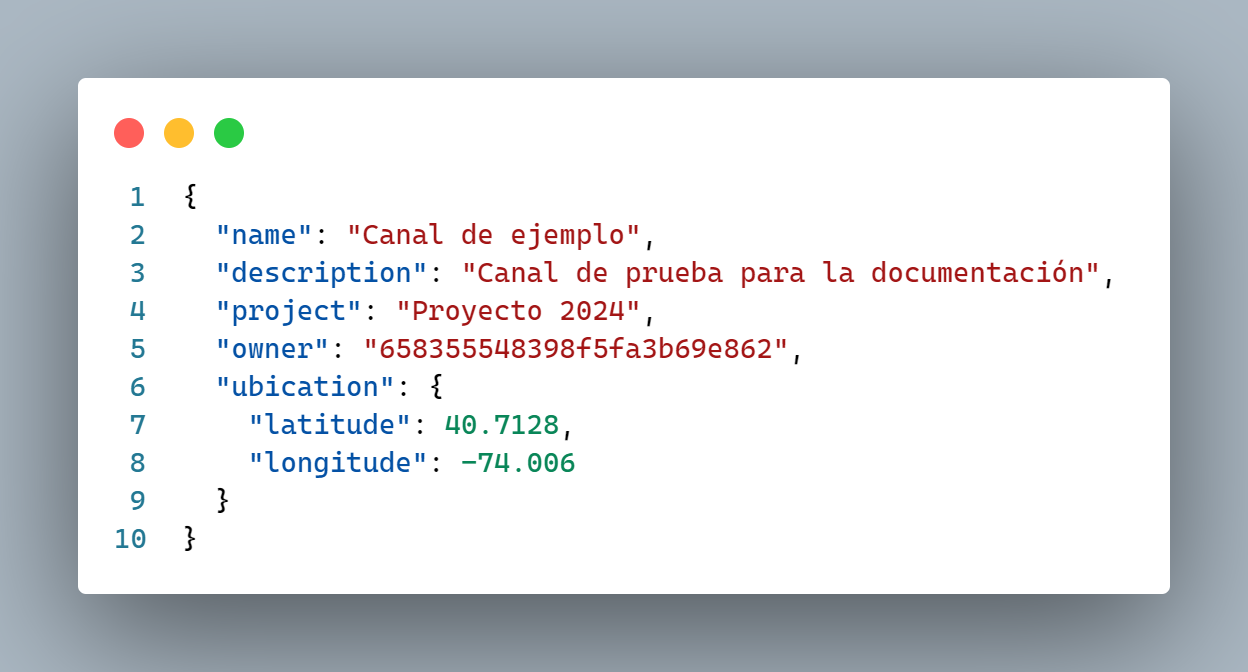 1 {
2   "name": "Canal de ejemplo",
3   "description": "Canal de prueba para la documentación",
4   "project": "Proyecto 2024",
5   "owner": "658355548398f5fa3b69e862",
6   "ubication": {
7     "latitude": 40.7128,
8     "longitude": -74.006
9   }
10 }